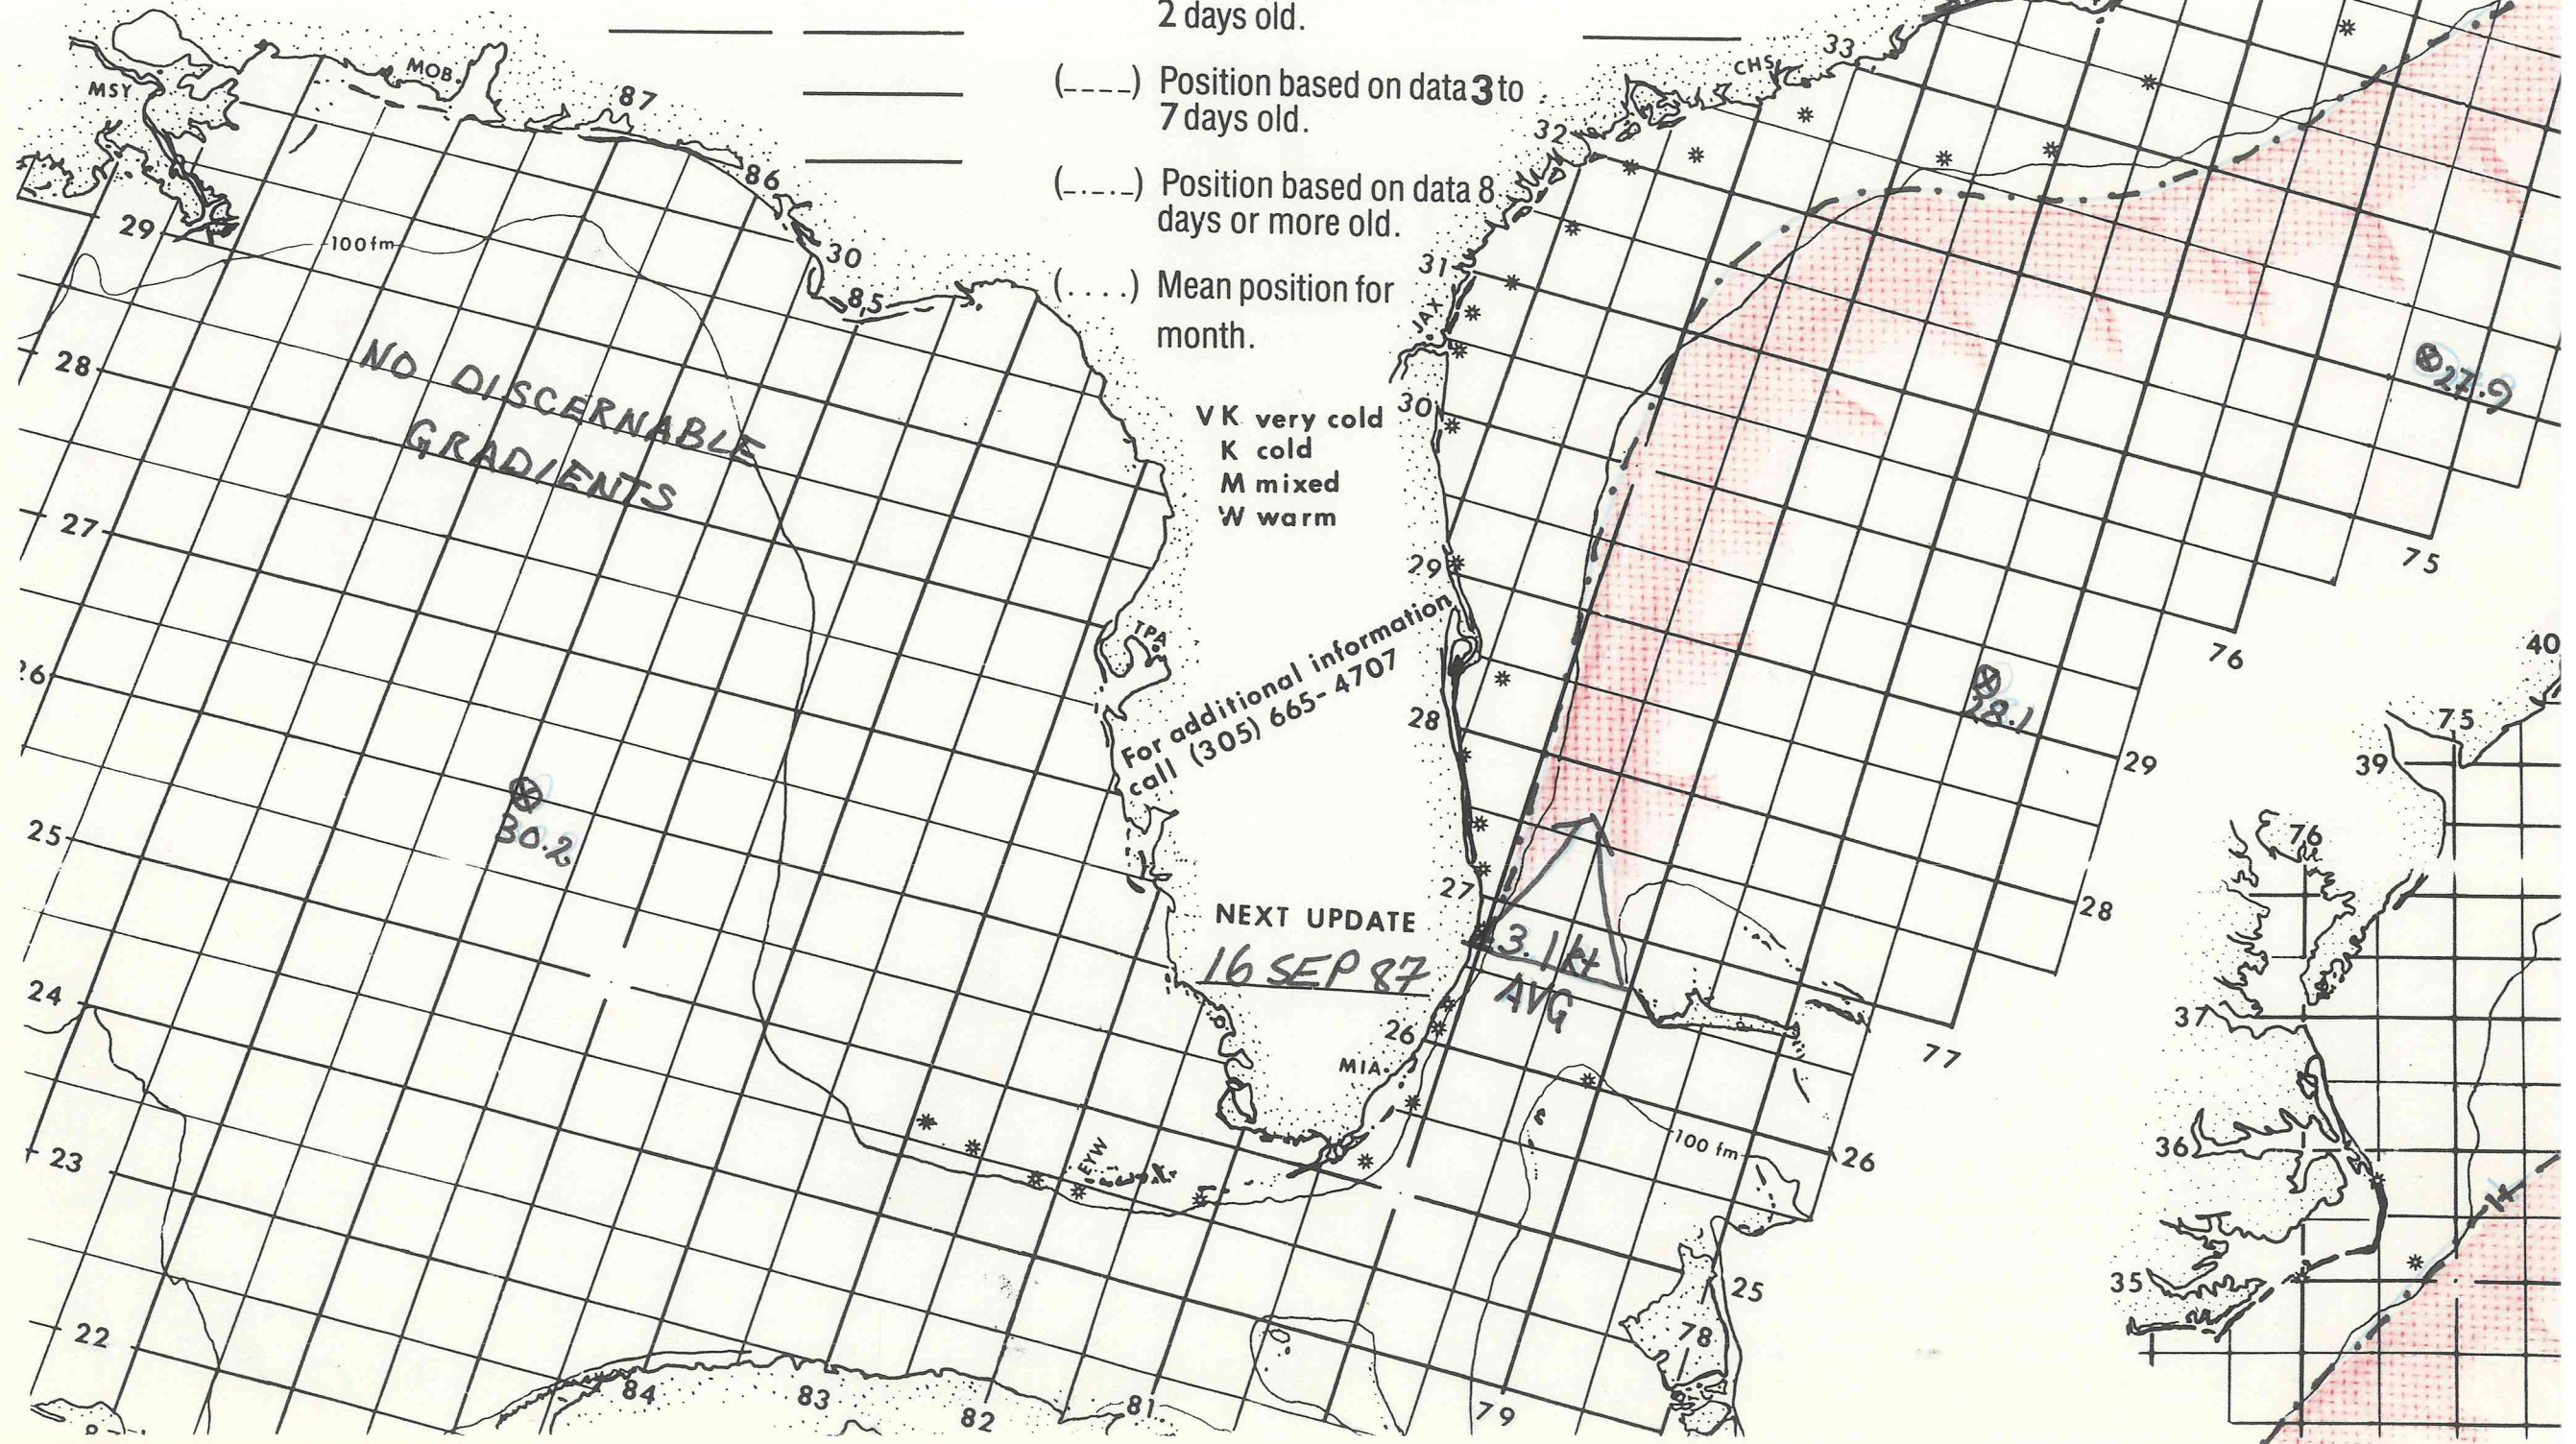 2 days old.
(----) Position based on data 3 to
7 days old.
(-.-.-) Position based on data 8
days or more old.
(....) Mean position for
month.
VK very cold
K cold
M mixed
W warm
For additional information
call (305) 665-4707
NEXT UPDATE
16 SEP 87
NO DISCERNABLE
GRADIENTS
MSY
MOB.
87
86
30
85
29
100 fm
28
27
26
25
24
23
22
30.2
TPA
EYW
MIA.
84
83
82
81
79
78
CHS
33
32
31
JAX
30
29
28
27
26
3.1 kt
AVG
27.9
28.1
75
76
29
28
77
26
100 fm
25
40
75
39
76
37
36
35